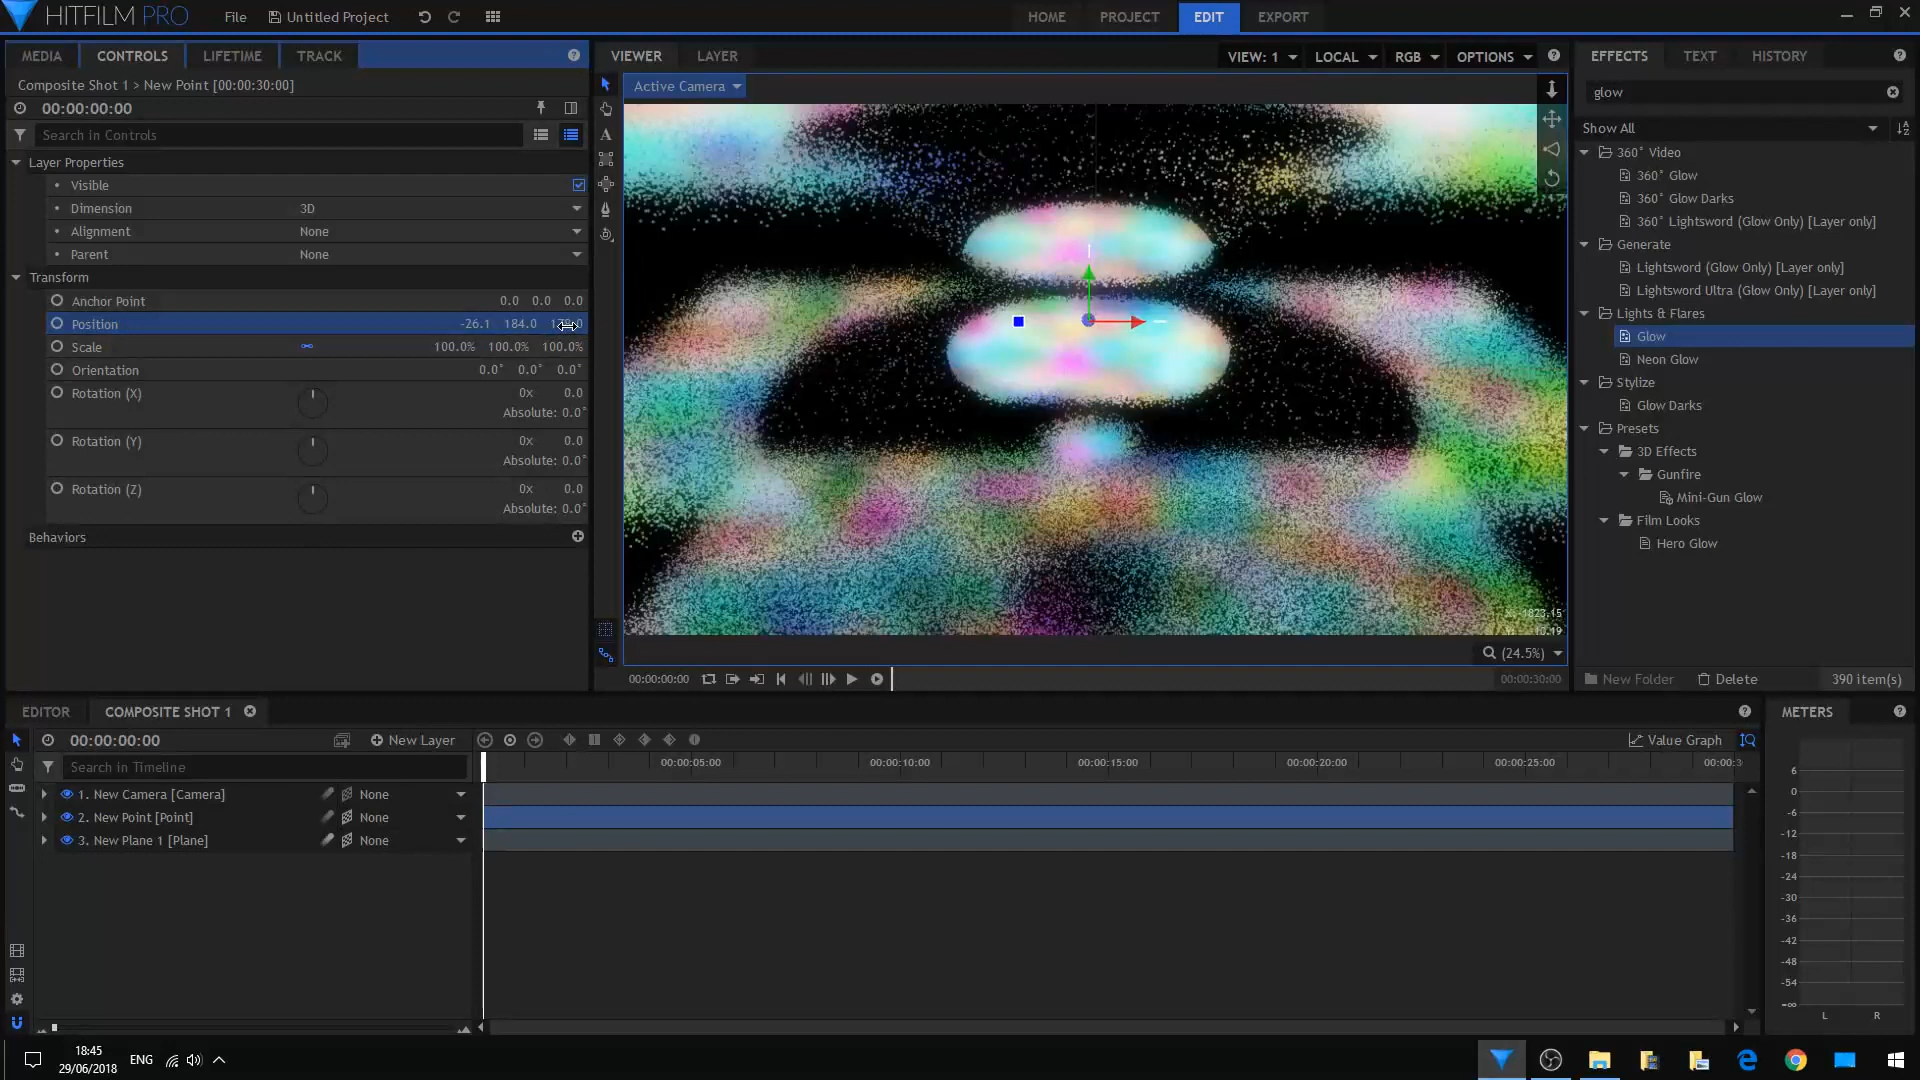 HITFILM PRO
File
Untitled Project
HOME
PROJECT
EDIT
EXPORT
MEDIA
CONTROLS
LIFETIME
TRACK
Composite Shot 1 > New Point [00:00:30:00]
00:00:00:00
Search in Controls
Layer Properties
Visible
Dimension 3D
Alignment None
Parent None
Transform
Anchor Point 0.0 0.0 0.0
Position -26.1 184.0
Scale 100.0% 100.0% 100.0%
Orientation 0.0° 0.0° 0.0°
Rotation (X) 0x 0.0
Absolute: 0.0°
Rotation (Y) 0x 0.0
Absolute: 0.0°
Rotation (Z) 0x 0.0
Absolute: 0.0°
Behaviors
VIEWER
LAYER
VIEW: 1
LOCAL
RGB
OPTIONS
Active Camera
A
(24.5%)
00:00:00:00
00:00:30:00
EFFECTS
TEXT
HISTORY
glow
Show All
360° Video
360° Glow
360° Glow Darks
360° Lightsword (Glow Only) [Layer only]
Generate
Lightsword (Glow Only) [Layer only]
Lightsword Ultra (Glow Only) [Layer only]
Lights & Flares
Glow
Neon Glow
Stylize
Glow Darks
Presets
3D Effects
Gunfire
Mini-Gun Glow
Film Looks
Hero Glow
New Folder
Delete
390 item(s)
EDITOR
COMPOSITE SHOT 1
00:00:00:00
New Layer
Value Graph
Search in Timeline
00:00:05:00
00:00:10:00
00:00:15:00
00:00:20:00
00:00:25:00
00:00:3
1. New Camera [Camera] None
2. New Point [Point] None
3. New Plane 1 [Plane] None
METERS
6
0
-6
-12
-18
-24
-30
-36
-42
-48
-54
-∞
L R
18:45
29/06/2018
ENG